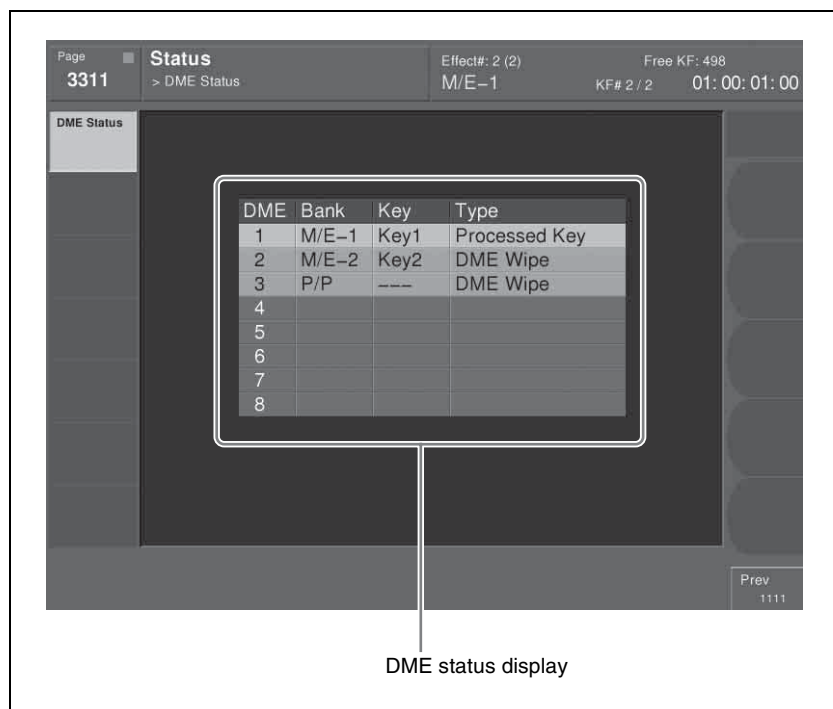 Page
3311
Status
> DME Status
Effect#: 2 (2)
M/E–1
Free KF: 498
KF# 2 / 2
01: 00: 01: 00
DME Status
DME Bank Key Type
1 M/E–1 Key1 Processed Key
2 M/E–2 Key2 DME Wipe
3 P/P ––– DME Wipe
4
5
6
7
8
Prev
1111
DME status display